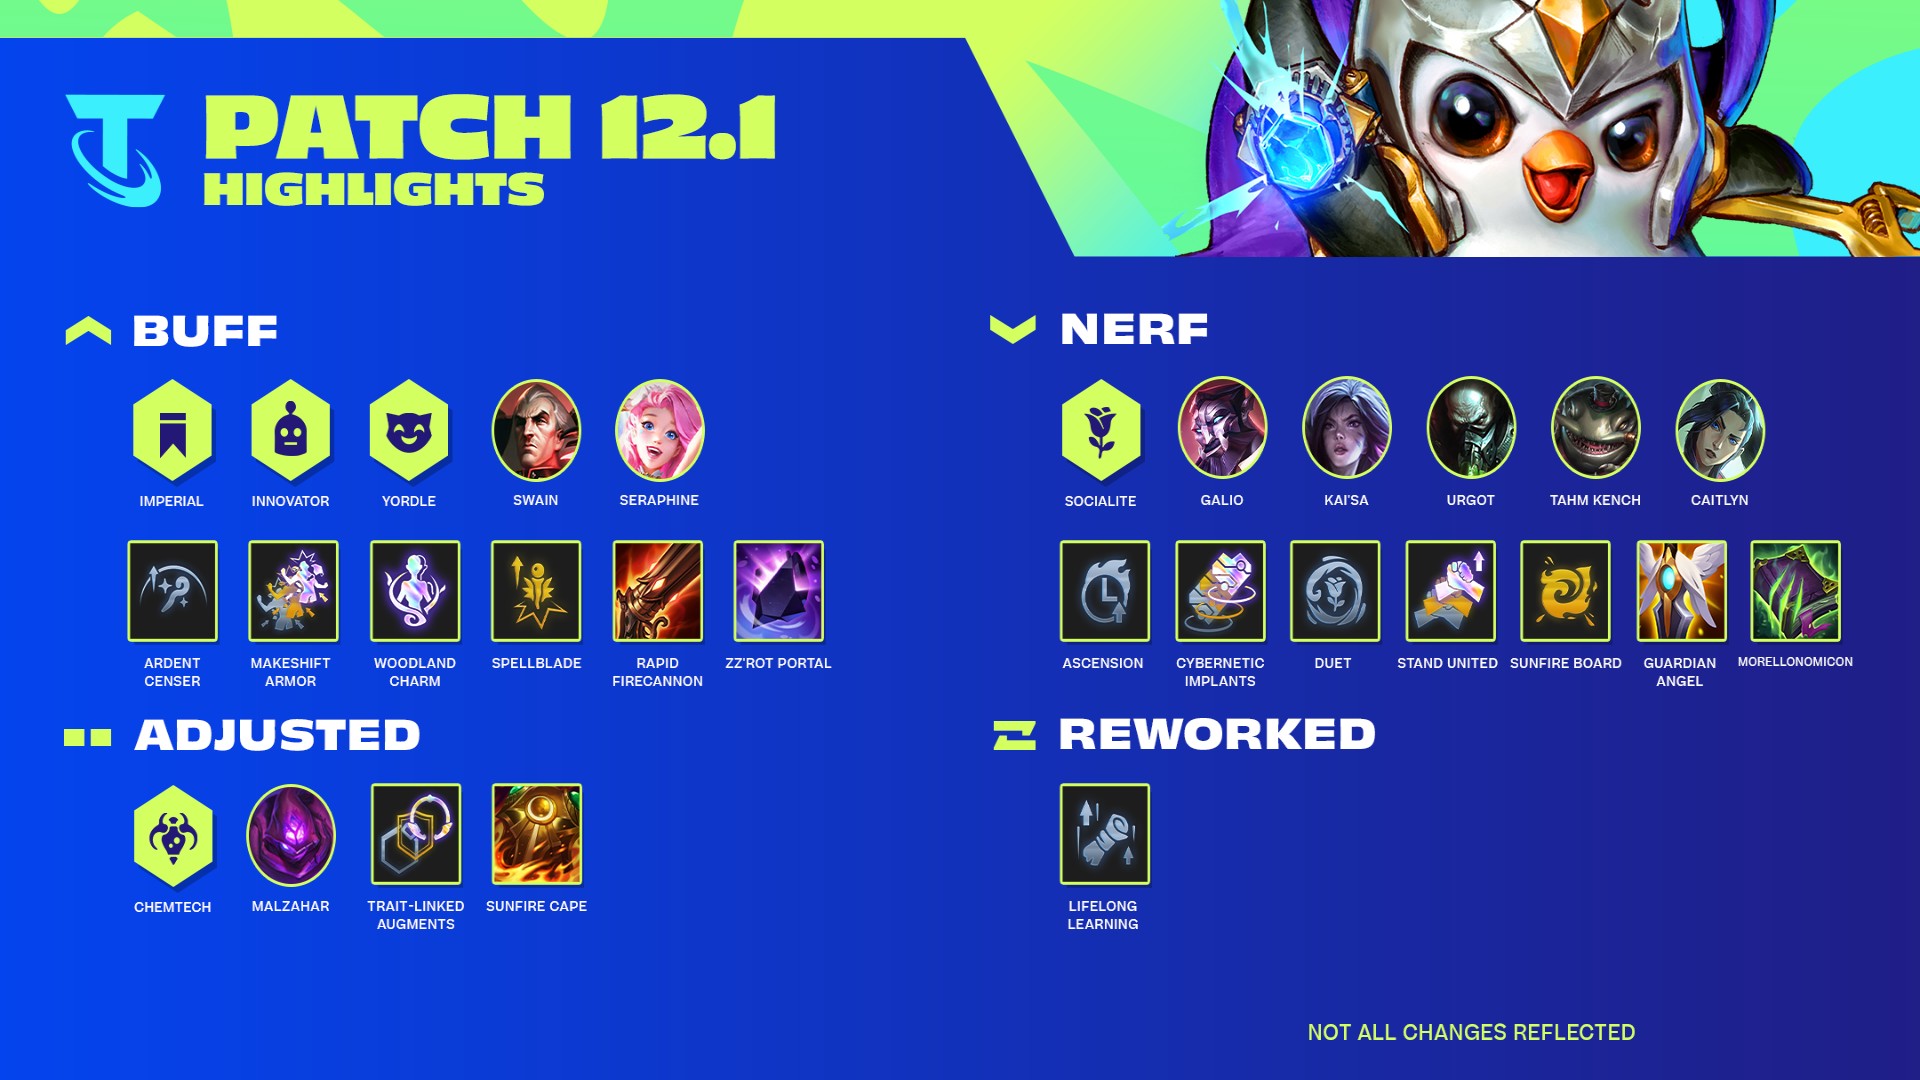 PATCH 12.1
HIGHLIGHTS
BUFF
IMPERIAL
INNOVATOR
YORDLE
SWAIN
SERAPHINE
ARDENT
CENSER
MAKESHIFT
ARMOR
WOODLAND
CHARM
SPELLBLADE
RAPID
FIRECANNON
ZZ'ROT PORTAL
NERF
SOCIALITE
GALIO
KAI'SA
URGOT
TAHM KENCH
CAITLYN
ASCENSION
CYBERNETIC
IMPLANTS
DUET
STAND UNITED
SUNFIRE BOARD
GUARDIAN
ANGEL
MORELLONOMICON
ADJUSTED
CHEMTECH
MALZAHAR
TRAIT-LINKED
AUGMENTS
SUNFIRE CAPE
REWORKED
LIFELONG
LEARNING
NOT ALL CHANGES REFLECTED